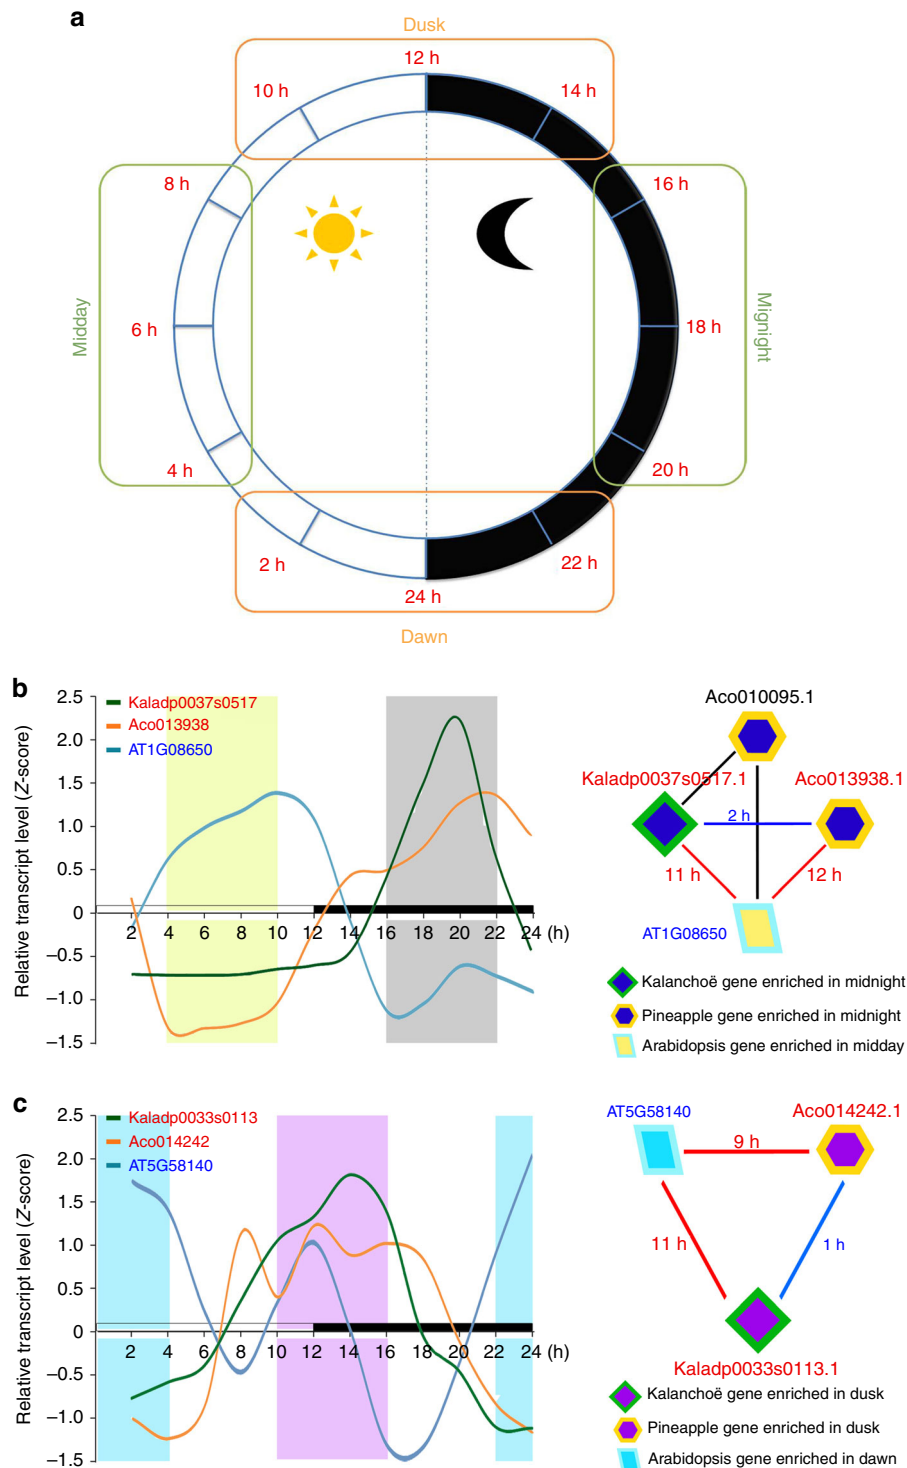 a
Dusk
12 h
10 h
14 h
8 h
16 h
Midday
6 h
18 h
Mignight
4 h
20 h
2 h
22 h
24 h
Dawn
b
Relative transcript level (Z-score)
2.5
2.0
1.5
1.0
0.5
0
−0.5
−1.0
−1.5
Kaladp0037s0517
Aco013938
AT1G08650
2 4 6 8 10 12 14 16 18 20 22 24 (h)
Aco010095.1
Kaladp0037s0517.1
Aco013938.1
2 h
11 h
12 h
AT1G08650
Kalanchoë gene enriched in midnight
Pineapple gene enriched in midnight
Arabidopsis gene enriched in midday
c
Relative transcript level (Z-score)
2.5
2.0
1.5
1.0
0.5
0
−0.5
−1.0
−1.5
Kaladp0033s0113
Aco014242
AT5G58140
2 4 6 8 10 12 14 16 18 20 22 24 (h)
AT5G58140
Aco014242.1
9 h
11 h
1 h
Kaladp0033s0113.1
Kalanchoë gene enriched in dusk
Pineapple gene enriched in dusk
Arabidopsis gene enriched in dawn